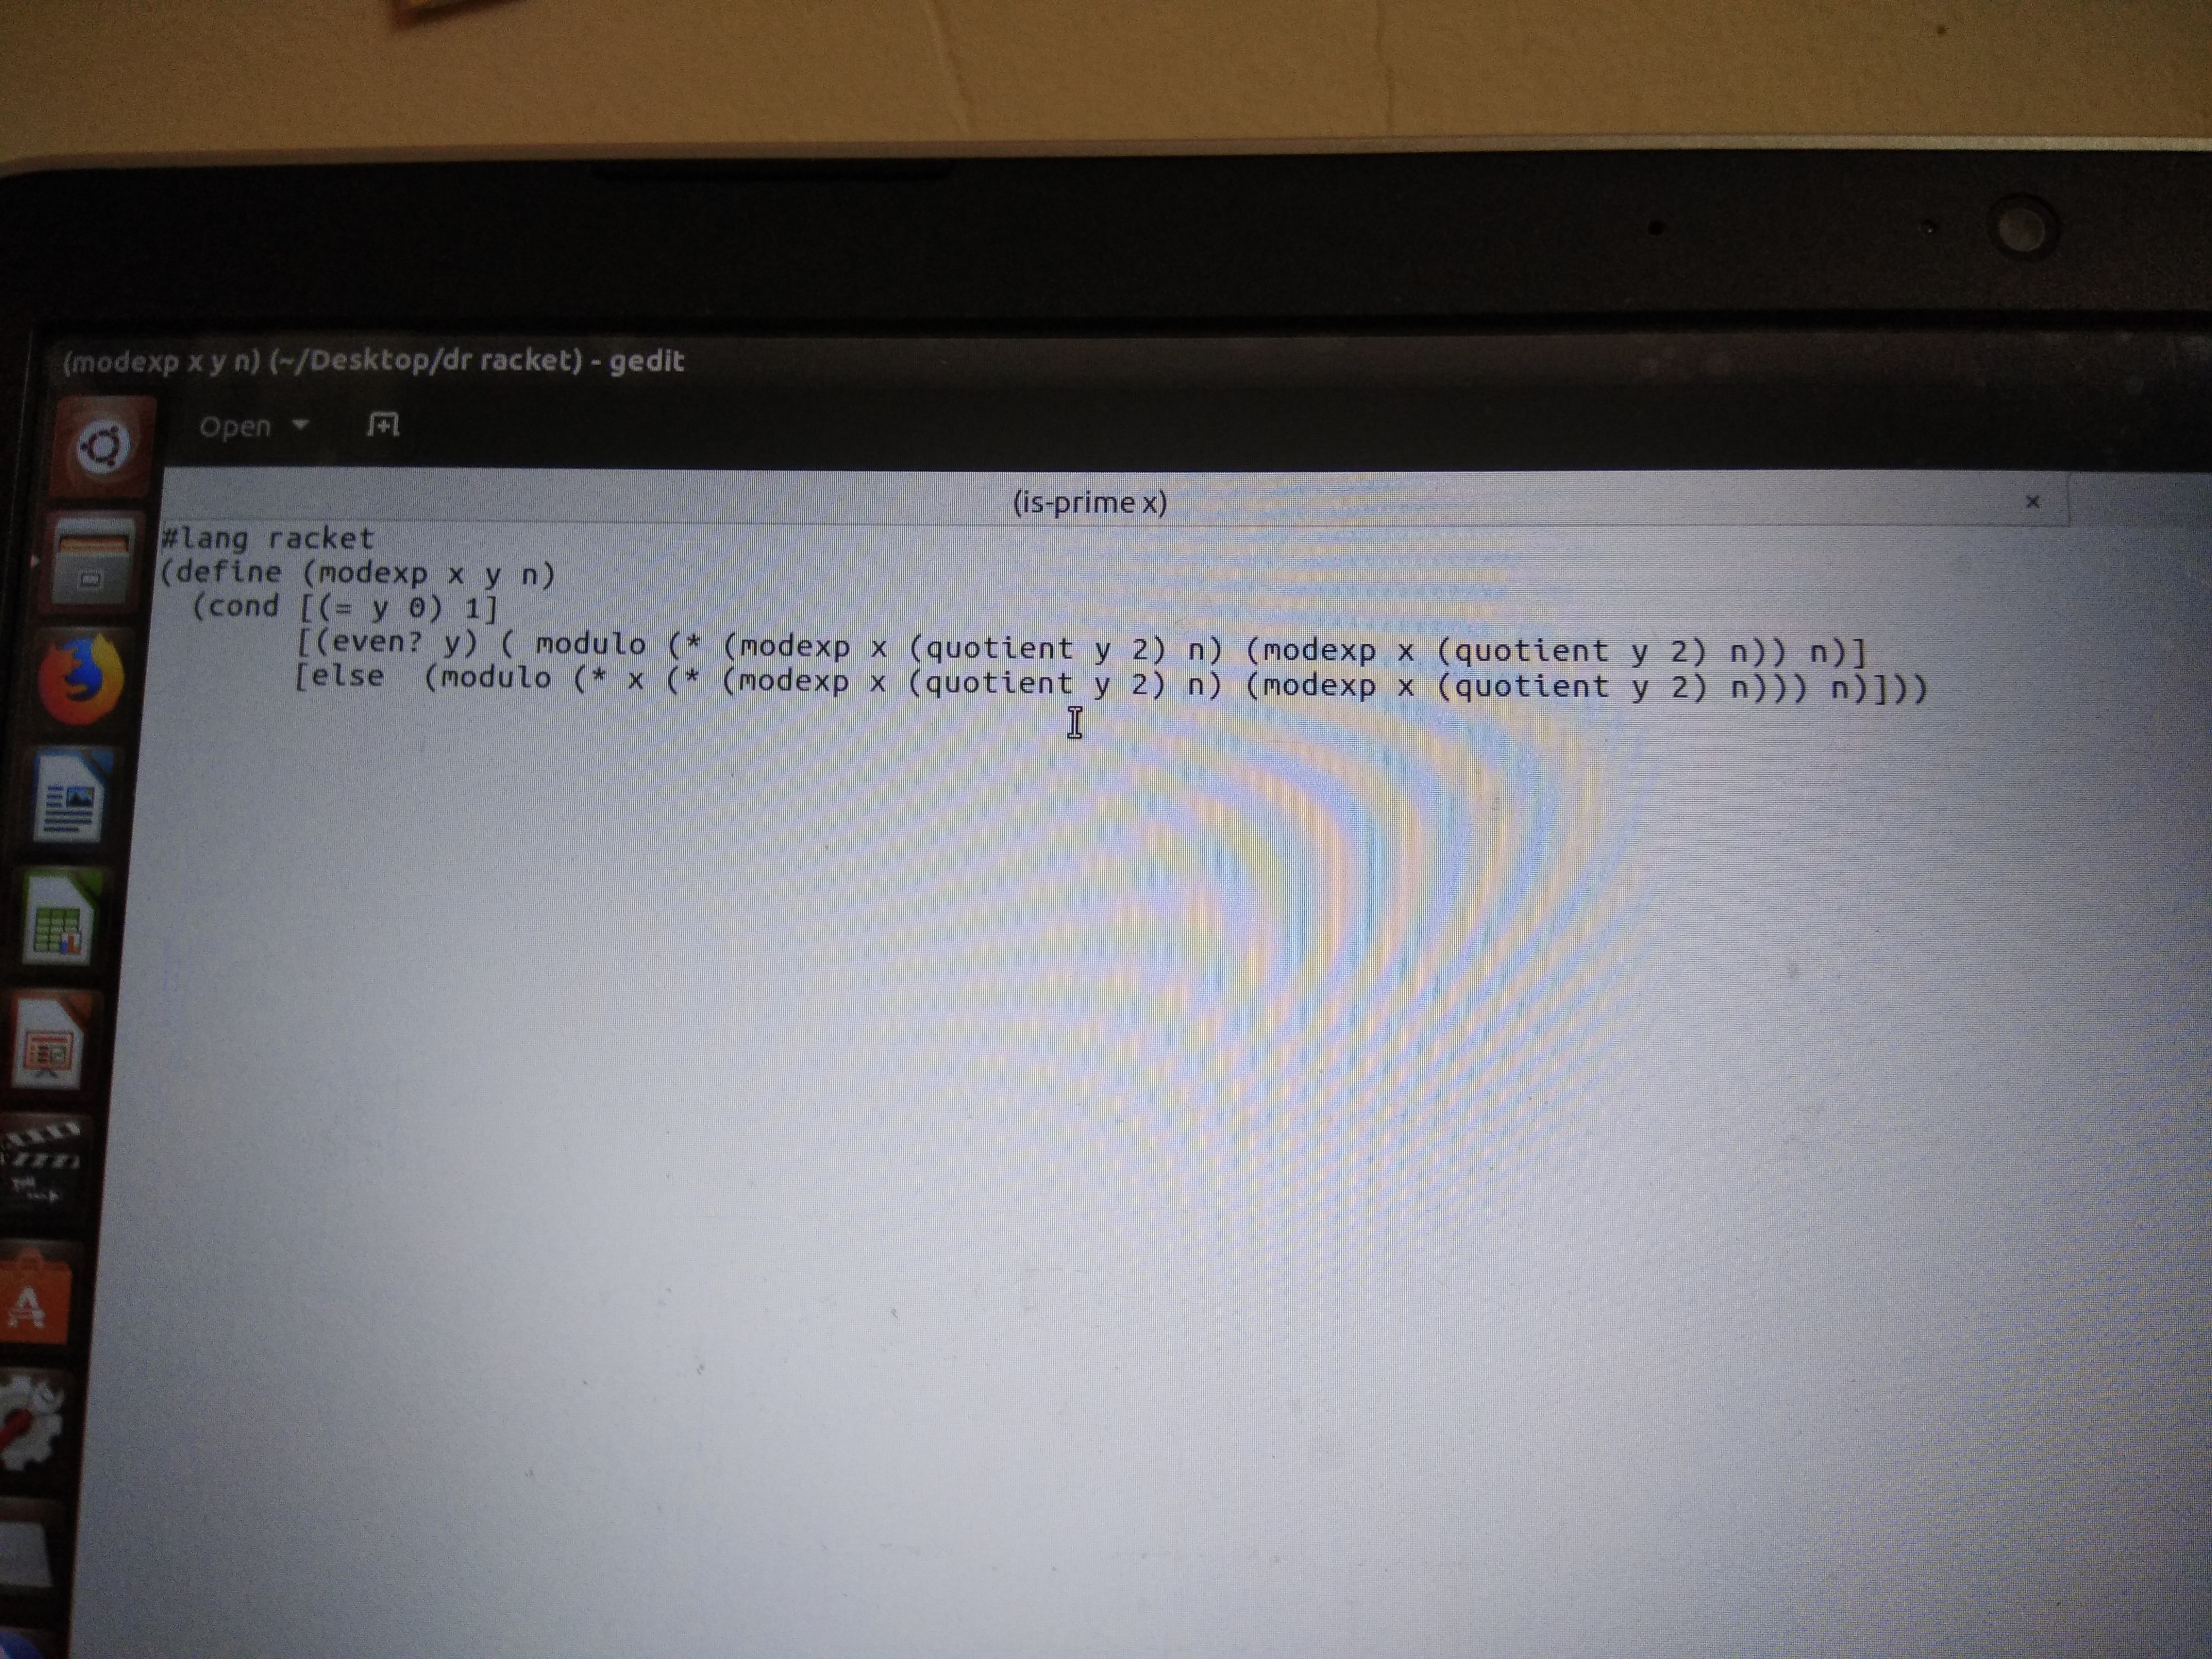 (modexp x y n) (~/Desktop/dr racket) - gedit
Open
(is-prime x)
#lang racket
(define (modexp x y n)
  (cond [(= y 0) 1]
        [(even? y) ( modulo (* (modexp x (quotient y 2) n) (modexp x (quotient y 2) n)) n)]
        [else  (modulo (* x (* (modexp x (quotient y 2) n) (modexp x (quotient y 2) n))) n)]))